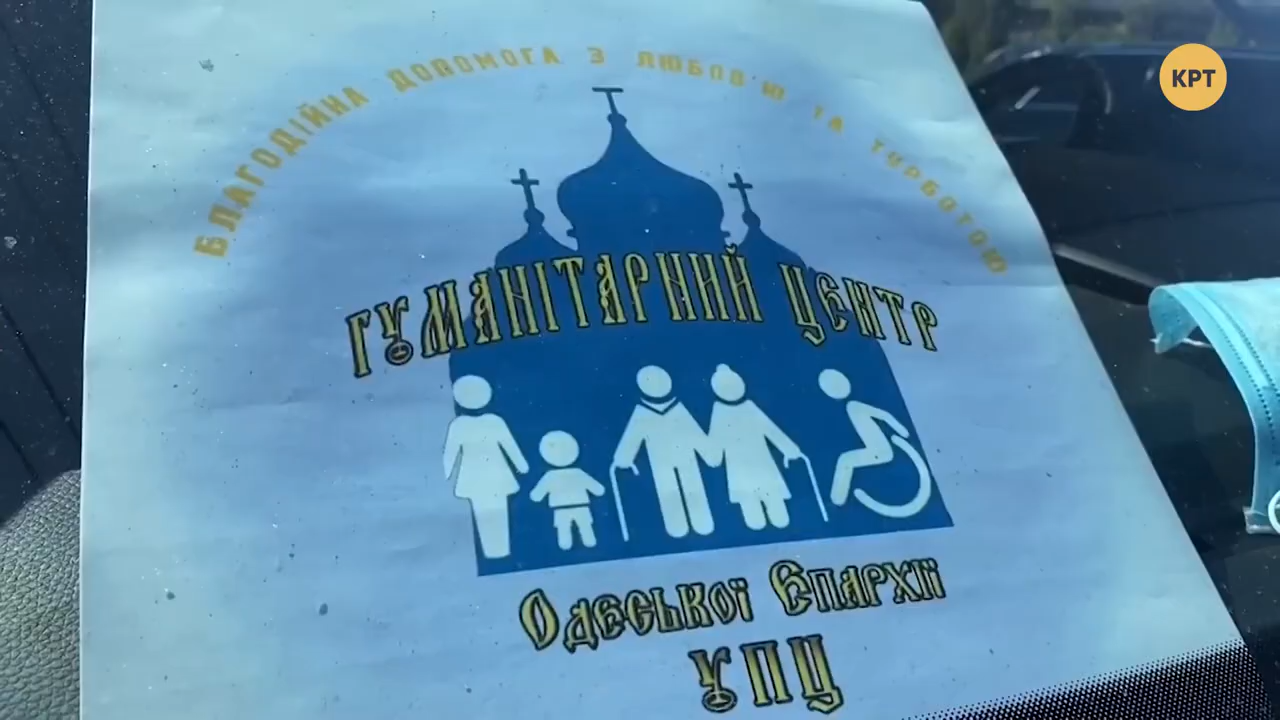 КРТ
БЛАГОДІЙНА ДОПОМОГА З ЛЮБОВ'Ю ТА ТУРБОТОЮ
ГУМАНІТАРНИЙ ЦЕНТР
ОДЕСЬКОЇ ЄПАРХІЇ
УПЦ